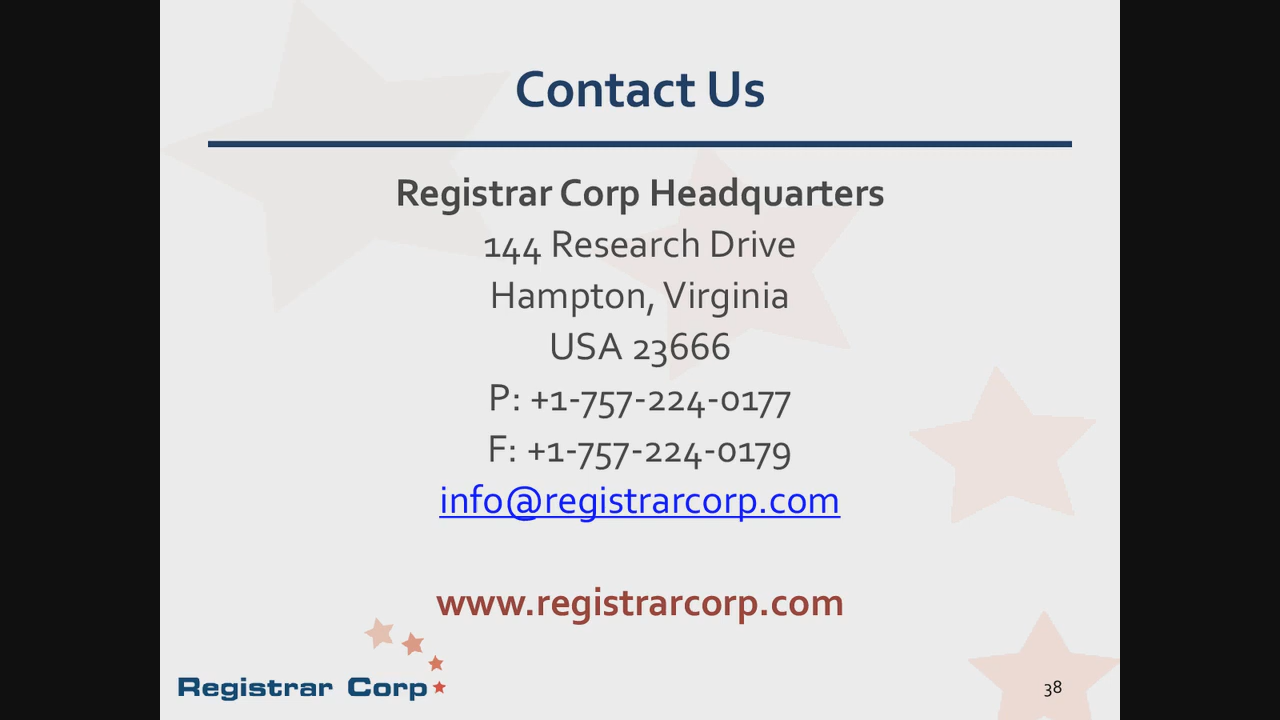 Contact Us
Registrar Corp Headquarters
144 Research Drive
Hampton, Virginia
USA 23666
P: +1-757-224-0177
F: +1-757-224-0179
info@registrarcorp.com
www.registrarcorp.com
Registrar Corp
38